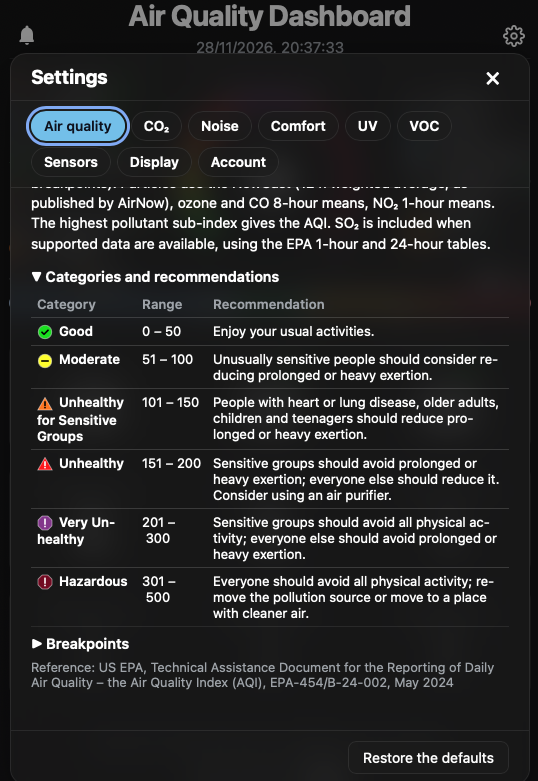 Air Quality Dashboard
28/11/2026, 20:37:33
Settings
Air quality
CO₂
Noise
Comfort
UV
VOC
Sensors
Display
Account
published by AirNow), ozone and CO 8-hour means, NO₂ 1-hour means.
The highest pollutant sub-index gives the AQI. SO₂ is included when
supported data are available, using the EPA 1-hour and 24-hour tables.
Categories and recommendations
Category Range Recommendation
Good 0 – 50 Enjoy your usual activities.
Moderate 51 – 100 Unusually sensitive people should consider re-
ducing prolonged or heavy exertion.
Unhealthy 101 – 150 People with heart or lung disease, older adults,
for Sensitive children and teenagers should reduce pro-
Groups longed or heavy exertion.
Unhealthy 151 – 200 Sensitive groups should avoid prolonged or
heavy exertion; everyone else should reduce it.
Consider using an air purifier.
Very Un- 201 – Sensitive groups should avoid all physical ac-
healthy 300 tivity; everyone else should avoid prolonged or
heavy exertion.
Hazardous 301 – Everyone should avoid all physical activity; re-
500 move the pollution source or move to a place
with cleaner air.
Breakpoints
Reference: US EPA, Technical Assistance Document for the Reporting of Daily
Air Quality – the Air Quality Index (AQI), EPA-454/B-24-002, May 2024
Restore the defaults